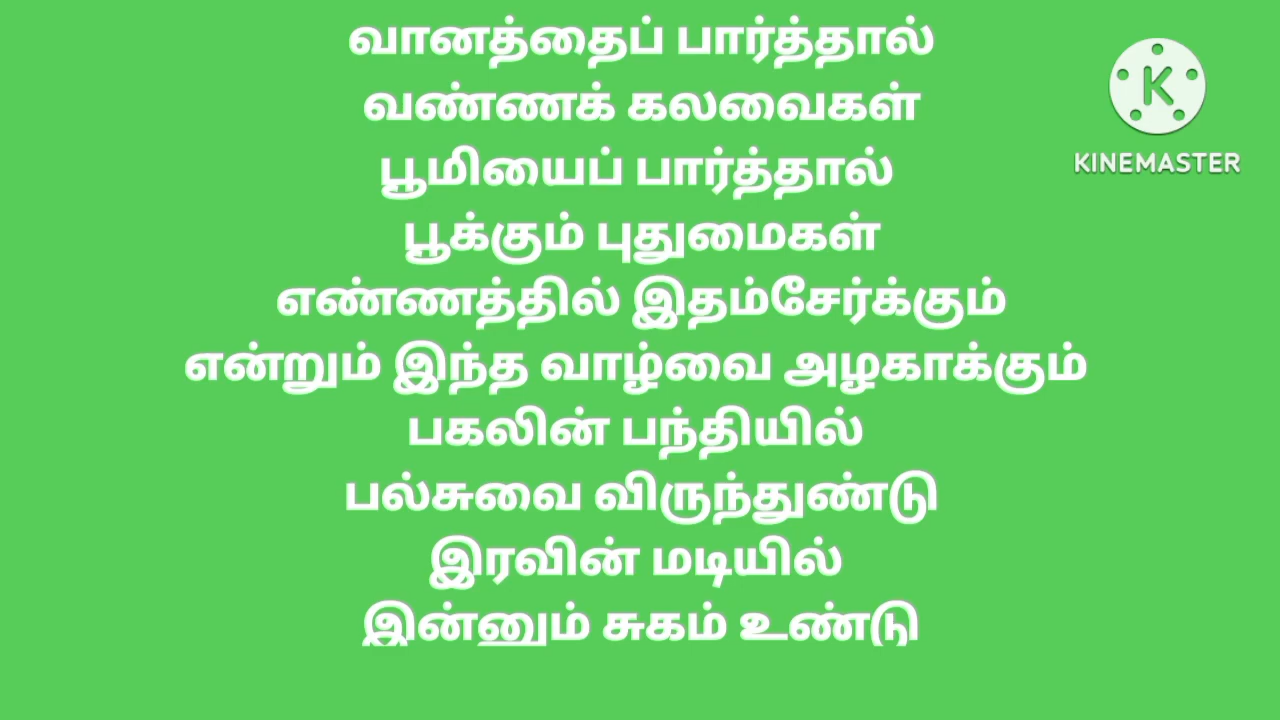 வானத்தைப் பார்த்தால்
வண்ணக் கலவைகள்
பூமியைப் பார்த்தால்
பூக்கும் புதுமைகள்
எண்ணத்தில் இதம்சேர்க்கும்
என்றும் இந்த வாழ்வை அழகாக்கும்
பகலின் பந்தியில்
பல்சுவை விருந்துண்டு
இரவின் மடியில்
இன்னும் சுகம் உண்டு
K
KINEMASTER